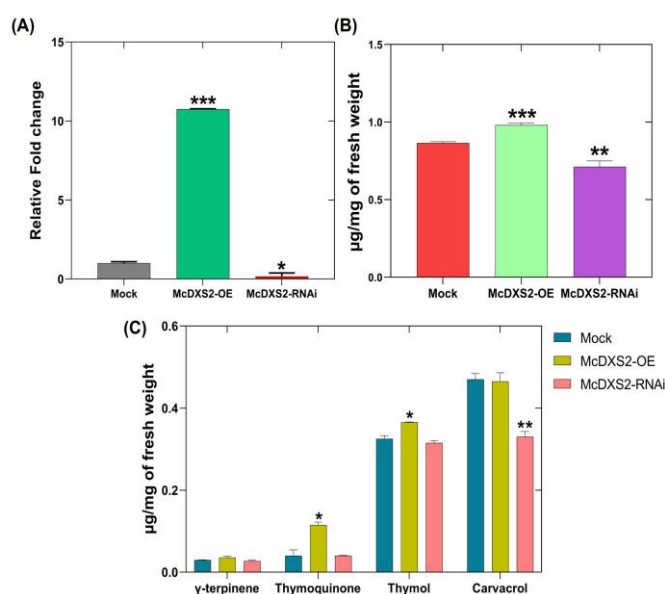 (A)
Relative Fold change
15
10
5
0
***
*
Mock
McDXS2-OE
McDXS2-RNAi
(B)
µg/mg of fresh weight
1.5
1.0
0.5
0.0
***
**
Mock
McDXS2-OE
McDXS2-RNAi
(C)
µg/mg of fresh weight
0.6
0.4
0.2
0.0
*
*
**
γ-terpinene
Thymoquinone
Thymol
Carvacrol
Mock
McDXS2-OE
McDXS2-RNAi